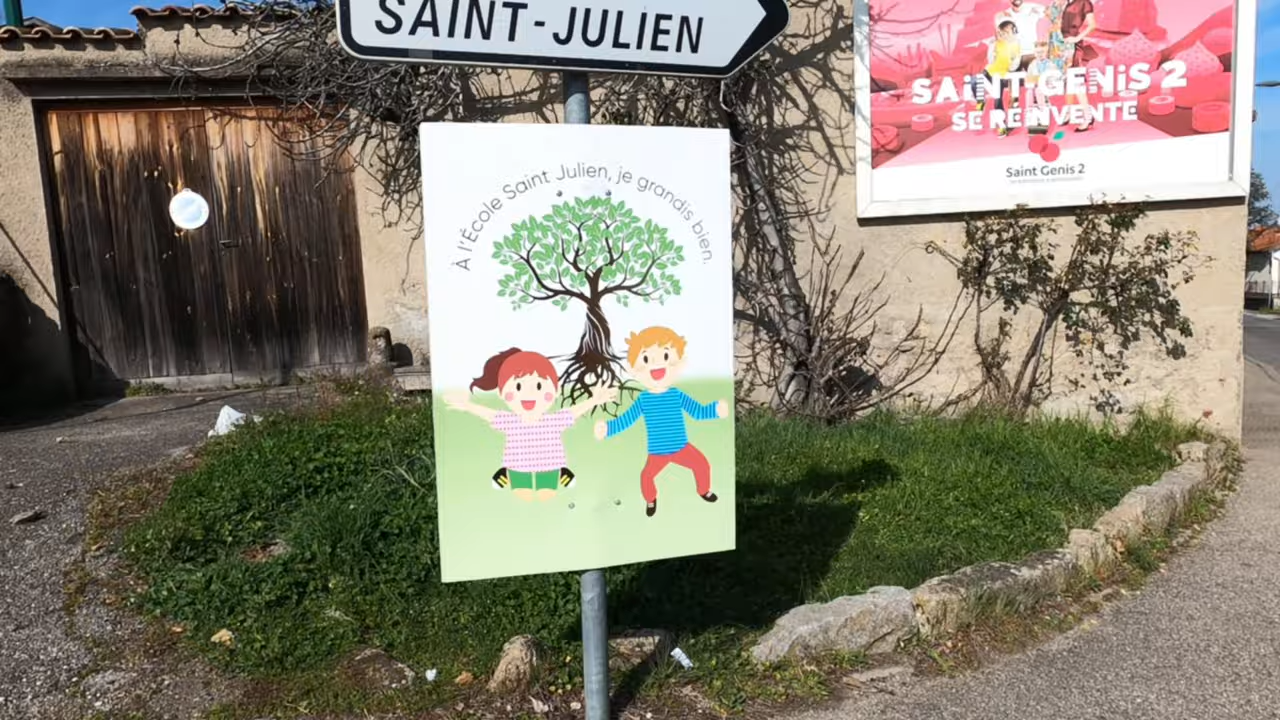 SAINT-JULIEN
À l'École Saint Julien, je grandis bien.
SAiNT-GENiS 2
SE RÉiNVENTE
Saint Genis 2